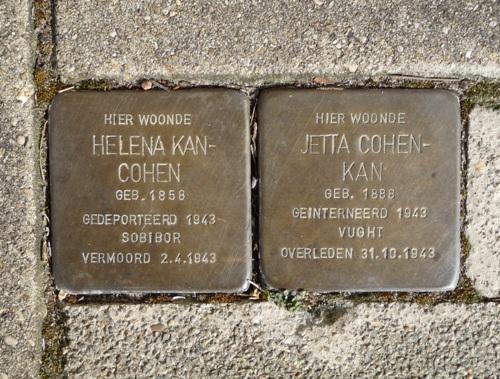 HIER WOONDE
HELENA KAN-
COHEN
GEB. 1858
GEDEPORTEERD 1943
SOBIBOR
VERMOORD 2.4.1943
HIER WOONDE
JETTA COHEN-
KAN
GEB. 1888
GEINTERNEERD 1943
VUGHT
OVERLEDEN 31.10.1943